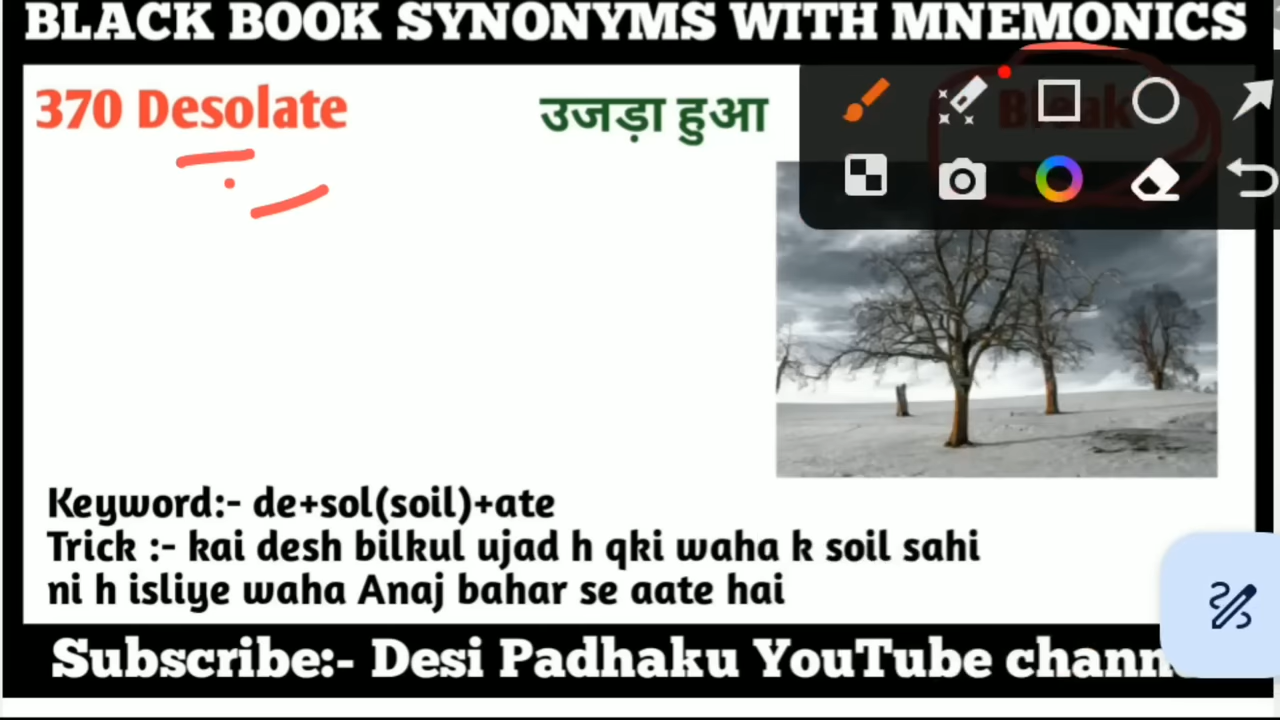 BLACK BOOK SYNONYMS WITH MNEMONICS
370 Desolate
उजड़ा हुआ
Bleak
Keyword:- de+sol(soil)+ate
Trick :- kai desh bilkul ujad h qki waha k soil sahi
ni h isliye waha Anaj bahar se aate hai
Subscribe:- Desi Padhaku YouTube